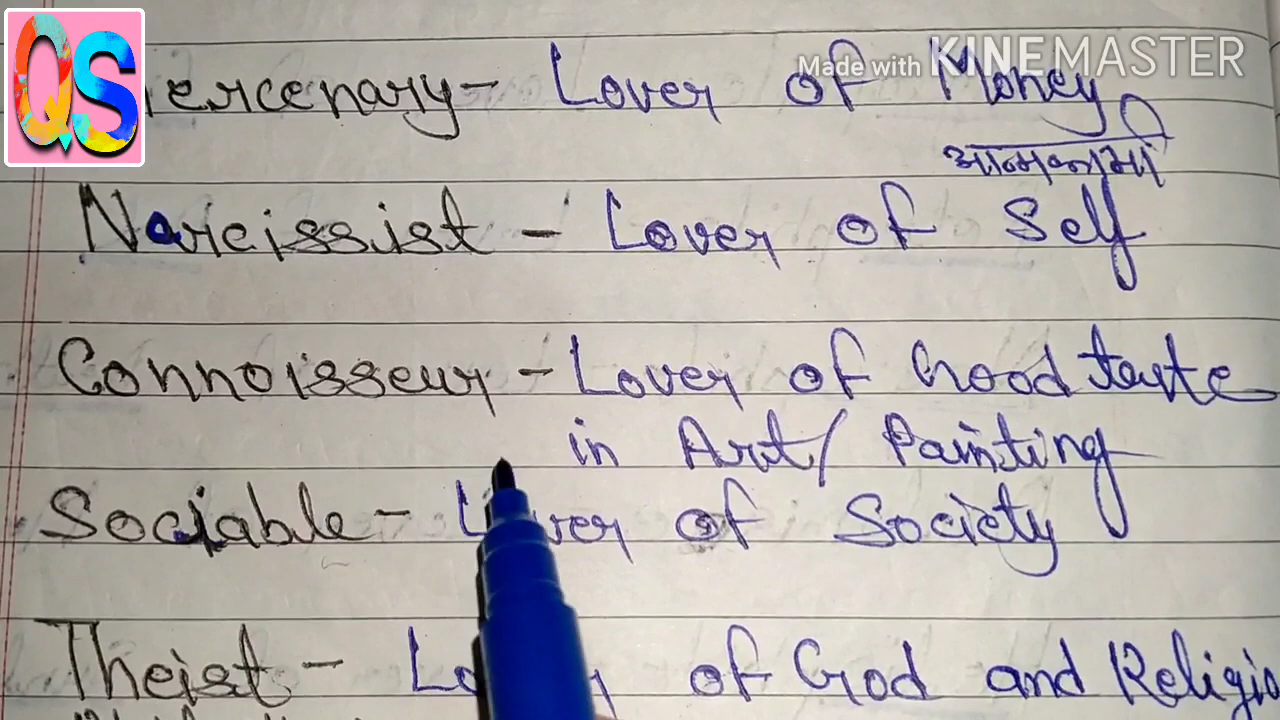 QS
Made with KINEMASTER
ercenary - Lover of Money
Narcissist - Lover of Self
Connoisseur - Lover of Good taste
in Art/ Painting
Sociable - Lover of Society
Theist - Lo of God and Religio